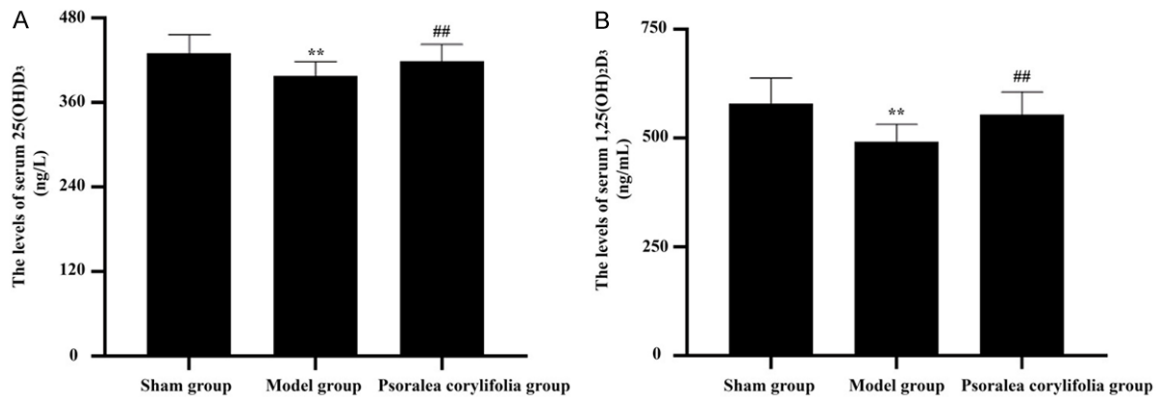 A
The levels of serum 25(OH)D3
(ng/L)
480
360
240
120
0
**
##
Sham group
Model group
Psoralea corylifolia group
B
The levels of serum 1,25(OH)2D3
(ng/mL)
750
500
250
0
**
##
Sham group
Model group
Psoralea corylifolia group